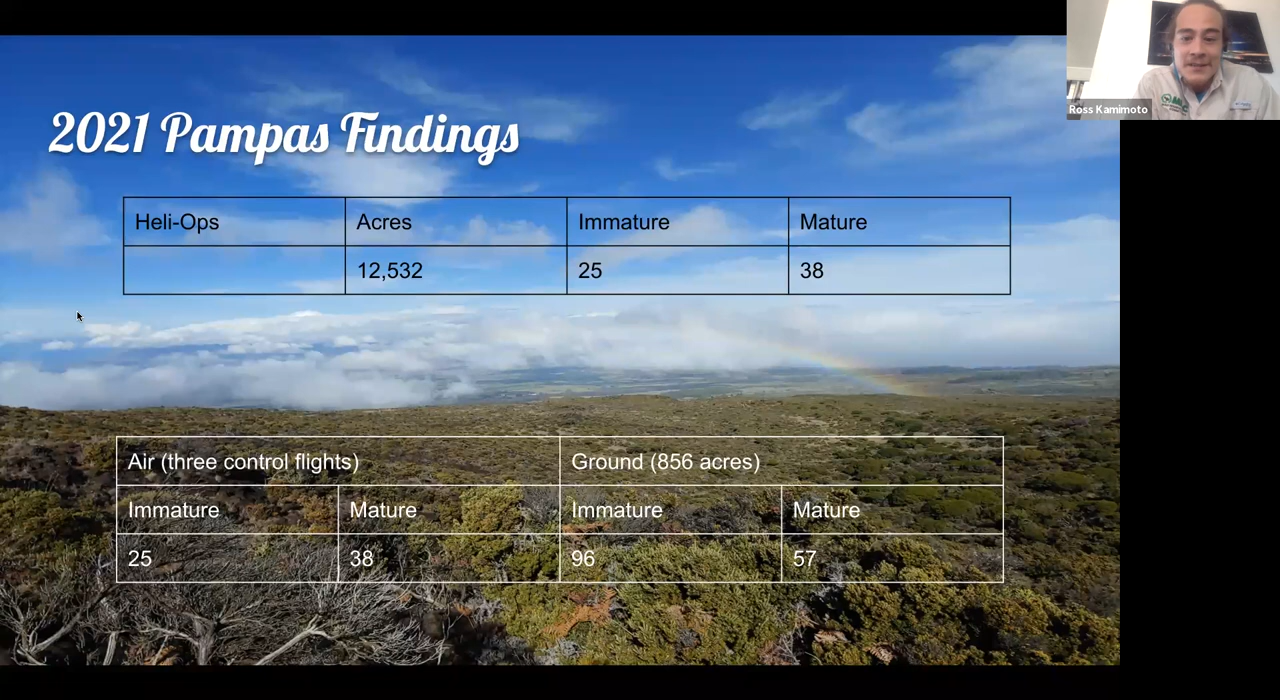 2021 Pampas Findings
Heli-Ops Acres Immature Mature
12,532 25 38
Air (three control flights) Ground (856 acres)
Immature Mature Immature Mature
25 38 96 57
Ross Kamimoto